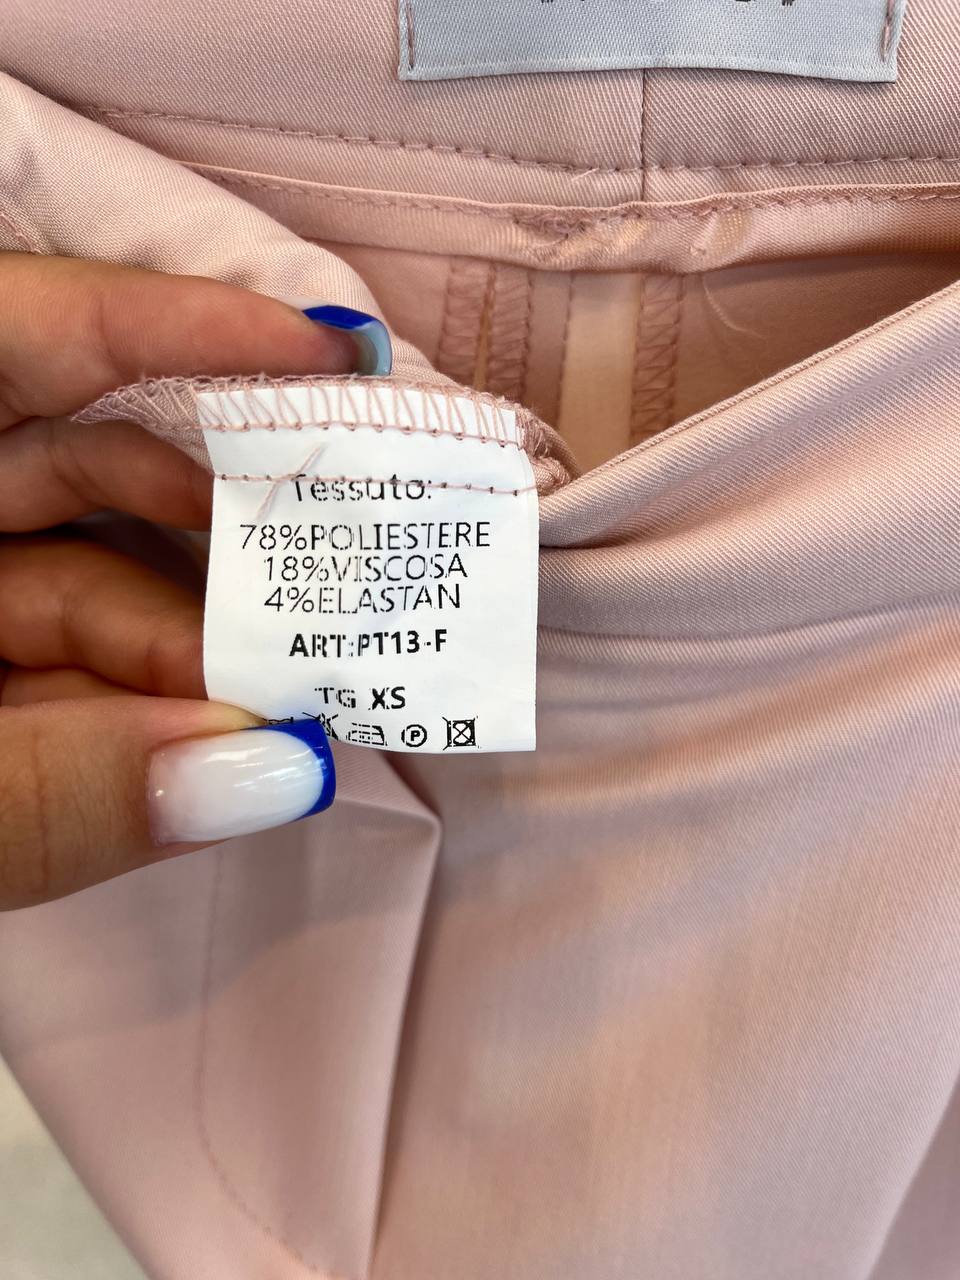 Tessuto:
78%POLIESTERE
18%VISCOSA
4%ELASTAN
ART:PT13-F
TG XS
P